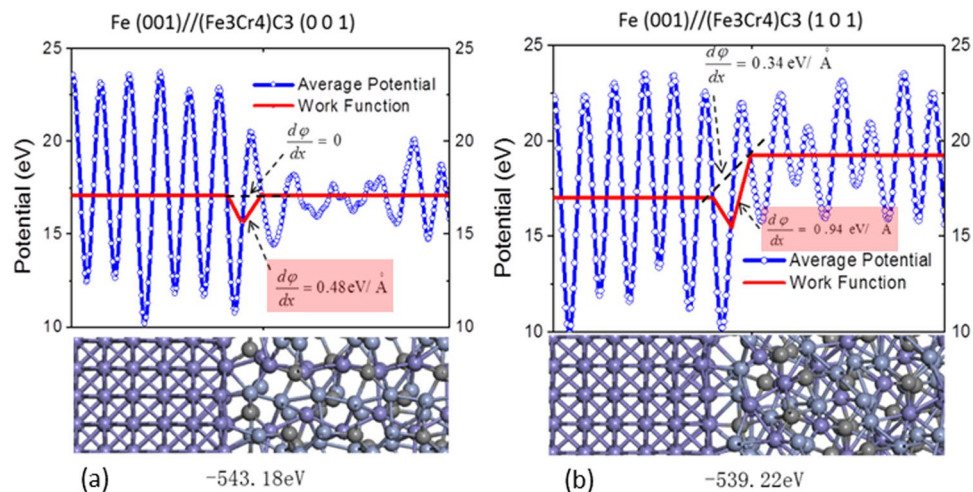 Fe (001)//(Fe3Cr4)C3 (0 0 1)
25
20
15
10
Potential (eV)
25
20
15
10
Average Potential
Work Function
dφ/dx = 0
dφ/dx = 0.48 eV/ Å
(a)
-543.18eV
Fe (001)//(Fe3Cr4)C3 (1 0 1)
25
20
15
10
Potential (eV)
25
20
15
10
dφ/dx = 0.34 eV/ Å
dφ/dx = 0.94 eV/ Å
Average Potential
Work Function
(b)
-539.22eV